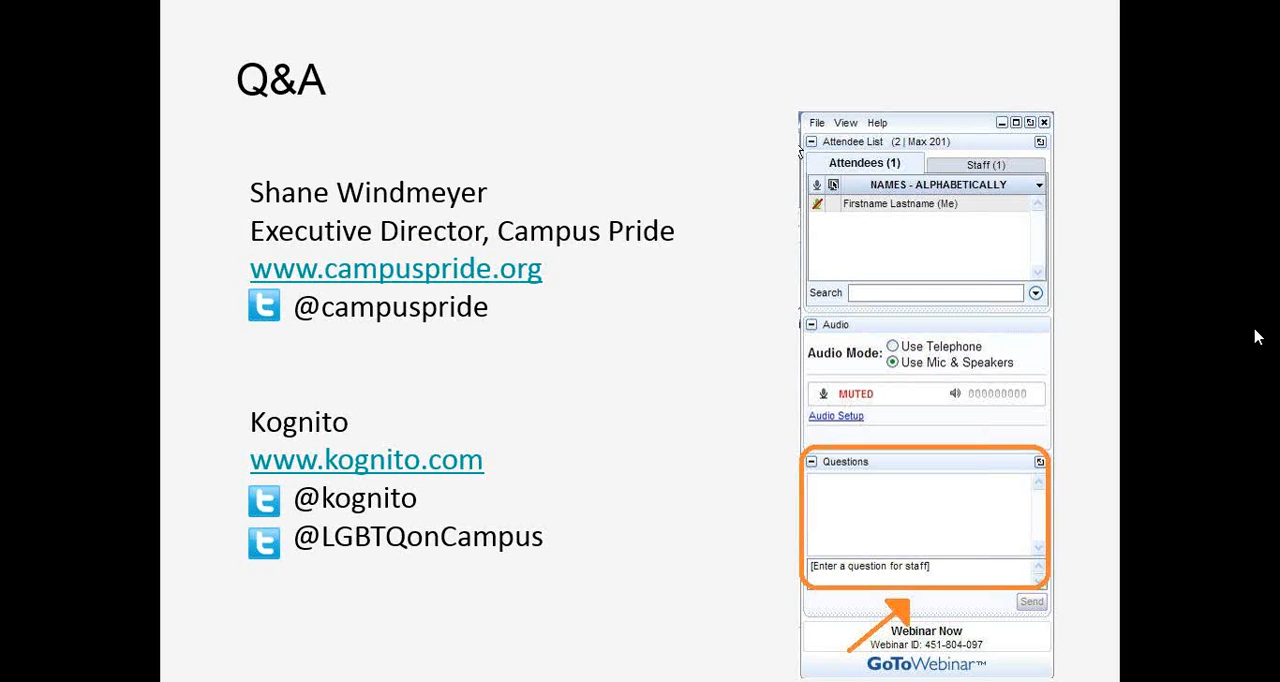 Q&A
Shane Windmeyer
Executive Director, Campus Pride
www.campuspride.org
@campuspride
Kognito
www.kognito.com
@kognito
@LGBTQonCampus
File View Help
Attendee List (2 | Max 201)
Attendees (1) Staff (1)
NAMES - ALPHABETICALLY
Firstname Lastname (Me)
Search
Audio
Audio Mode: Use Telephone
Use Mic & Speakers
MUTED 000000000
Audio Setup
Questions
[Enter a question for staff]
Send
Webinar Now
Webinar ID: 451-804-097
GoToWebinar™